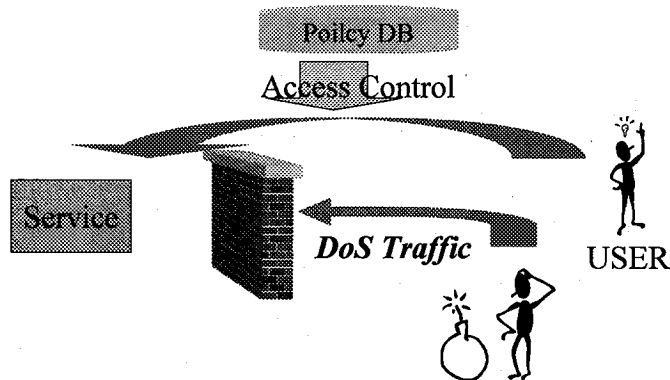 Poilcy DB
Access Control
Service
DoS Traffic
USER